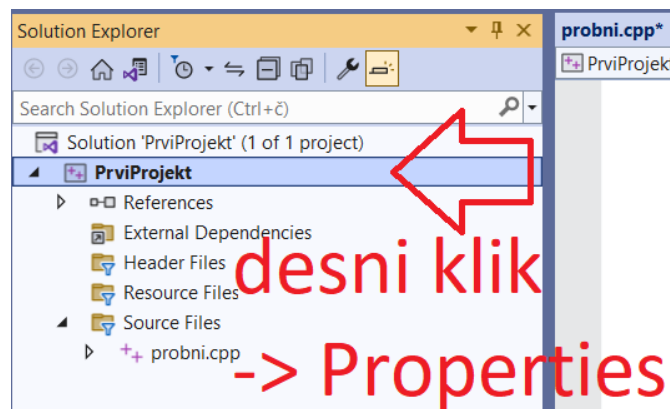 Solution Explorer
probni.cpp*
PrviProjek
Search Solution Explorer (Ctrl+č)
Solution 'PrviProjekt' (1 of 1 project)
PrviProjekt
References
External Dependencies
Header Files
Resource Files
Source Files
probni.cpp
desni klik
-> Properties